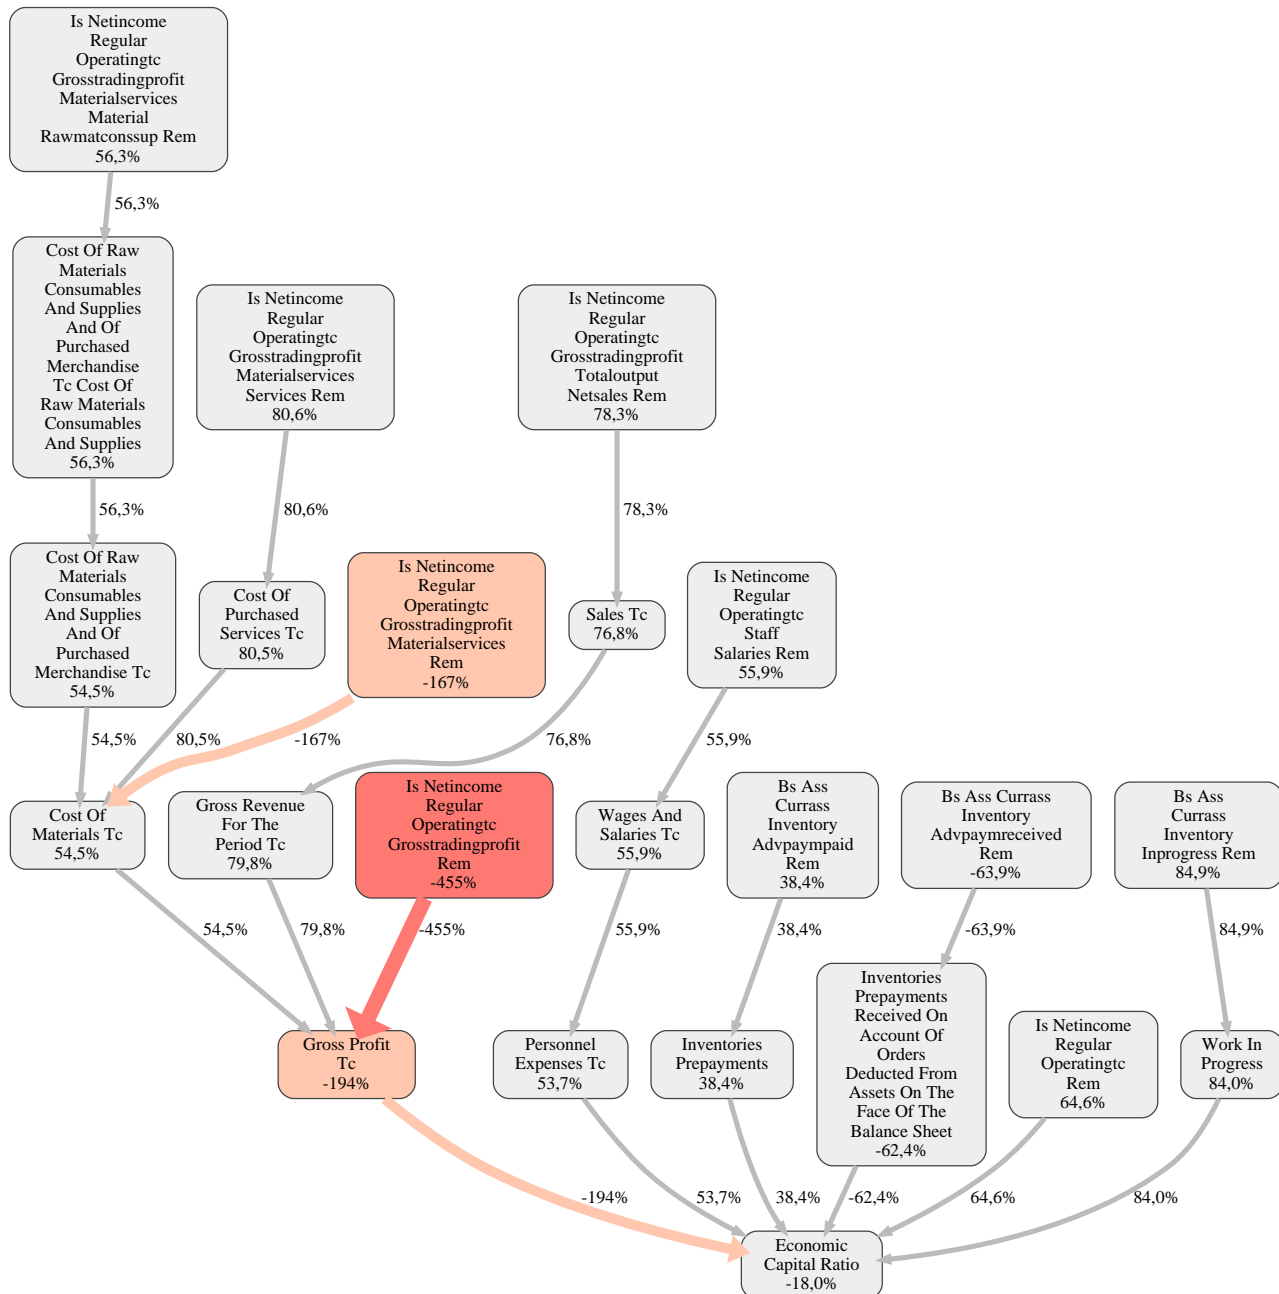 Is Netincome
Regular
Operatingtc
Grosstradingprofit
Materialservices
Material
Rawmatconssup Rem
56,3%
56,3%
Cost Of Raw
Materials
Consumables
And Supplies
And Of
Purchased
Merchandise
Tc Cost Of
Raw Materials
Consumables
And Supplies
56,3%
Is Netincome
Regular
Operatingtc
Grosstradingprofit
Materialservices
Services Rem
80,6%
Is Netincome
Regular
Operatingtc
Grosstradingprofit
Totaloutput
Netsales Rem
78,3%
56,3%
80,6%
78,3%
Cost Of Raw
Materials
Consumables
And Supplies
And Of
Purchased
Merchandise Tc
54,5%
Cost Of
Purchased
Services Tc
80,5%
Is Netincome
Regular
Operatingtc
Grosstradingprofit
Materialservices
Rem
-167%
Sales Tc
76,8%
Is Netincome
Regular
Operatingtc
Staff
Salaries Rem
55,9%
54,5%
80,5%
-167%
76,8%
55,9%
Cost Of
Materials Tc
54,5%
Gross Revenue
For The
Period Tc
79,8%
Is Netincome
Regular
Operatingtc
Grosstradingprofit
Rem
-455%
Wages And
Salaries Tc
55,9%
Bs Ass
Currass
Inventory
Advpaympaid
Rem
38,4%
Bs Ass Currass
Inventory
Advpaymreceived
Rem
-63,9%
Bs Ass
Currass
Inventory
Inprogress Rem
84,9%
54,5%
79,8%
-455%
55,9%
38,4%
-63,9%
84,9%
Gross Profit
Tc
-194%
Personnel
Expenses Tc
53,7%
Inventories
Prepayments
38,4%
Inventories
Prepayments
Received On
Account Of
Orders
Deducted From
Assets On The
Face Of The
Balance Sheet
-62,4%
Is Netincome
Regular
Operatingtc
Rem
64,6%
Work In
Progress
84,0%
-194%
53,7%
38,4%
-62,4%
64,6%
84,0%
Economic
Capital Ratio
-18,0%